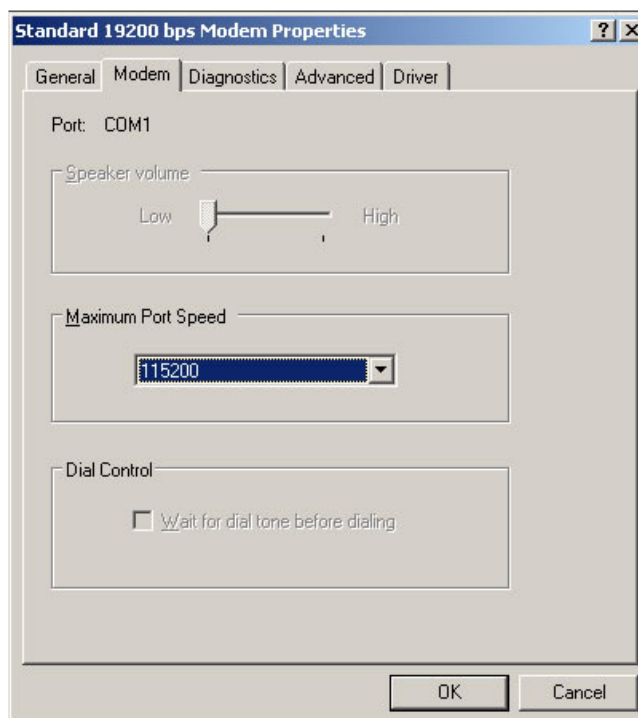 Standard 19200 bps Modem Properties
General Modem Diagnostics Advanced Driver
Port: COM1
Speaker volume
Low High
Maximum Port Speed
115200
Dial Control
Wait for dial tone before dialing
OK Cancel